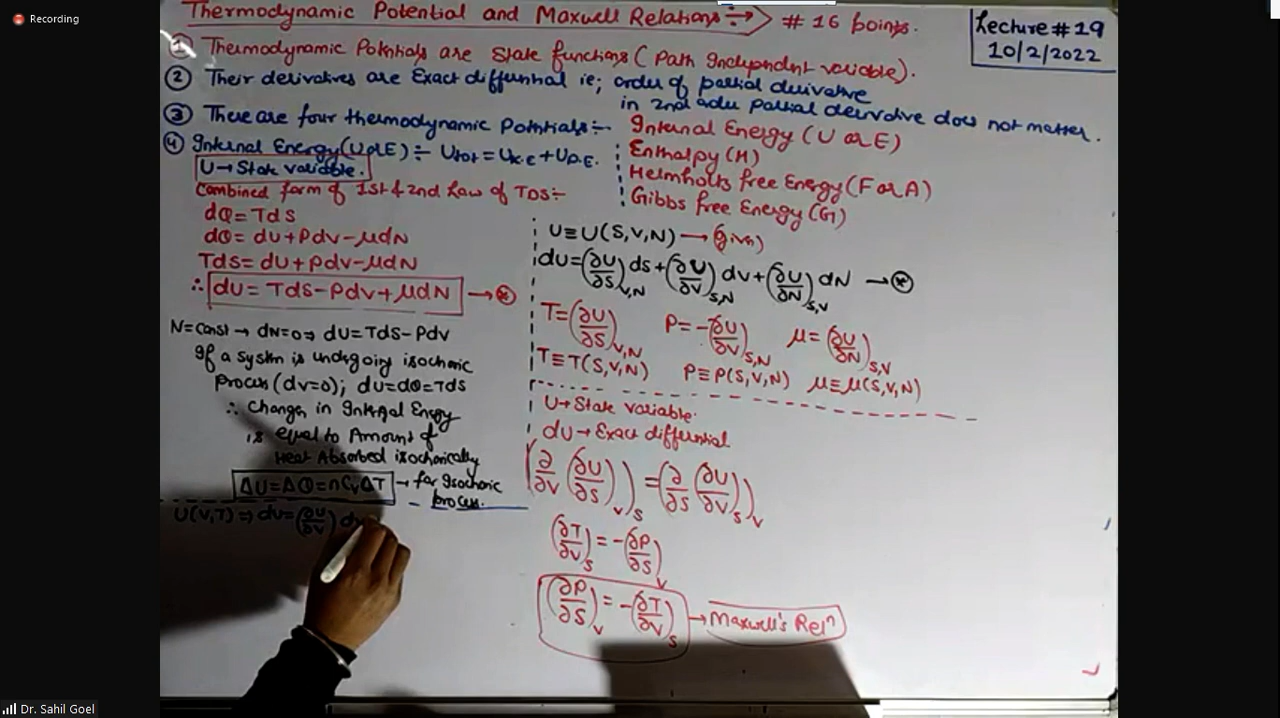 Recording
Thermodynamic Potential and Maxwell Relations ÷→ # 16 points.
Lecture # 19
10/2/2022
① Thermodynamic Potentials are State functions (Path Independent variable).
② Their derivatives are Exact differential ie; order of partial derivative
in 2nd order partial derivative does not matter.
③ There are four thermodynamic Potentials :-
Internal Energy (U or E)
Enthalpy (H)
Helmholtz free Energy (F or A)
Gibbs free Energy (G)
④ Internal Energy (U or E) ÷ Utot = UK.E + UP.E.
U → State variable.
Combined form of 1st & 2nd Law of TDS :-
dQ = TdS
dQ = dU + PdV - μdN
TdS = dU + PdV - μdN
∴ dU = TdS - PdV + μdN → ⊛
N = Const → dN = 0 ⇒ dU = TdS - PdV
If a system is undergoing isochoric
Process (dV = 0); dU = dQ = TdS
∴ Changes in Integal Energy
is equal to Amount of
Heat Absorbed isochorically
ΔU = ΔQ = nCvΔT → for Isochoric
process.
U(V,T) ⇒ dU = (∂U/∂V)
U ≡ U(S,V,N) → (given)
dU = (∂U/∂S)V,N dS + (∂U/∂V)S,N dV + (∂U/∂N)S,V dN → ⊛
T = (∂U/∂S)V,N P = -(∂U/∂V)S,N μ = (∂U/∂N)S,V
T ≡ T(S,V,N) P ≡ P(S,V,N) μ ≡ μ(S,V,N)
U → State variable.
dU → Exact differential
(∂/∂V (∂U/∂S)V)S = (∂/∂S (∂U/∂V)S)V
(∂T/∂V)S = -(∂P/∂S)V
(∂P/∂S)V = -(∂T/∂V)S → Maxwell's Relⁿ
Dr. Sahil Goel